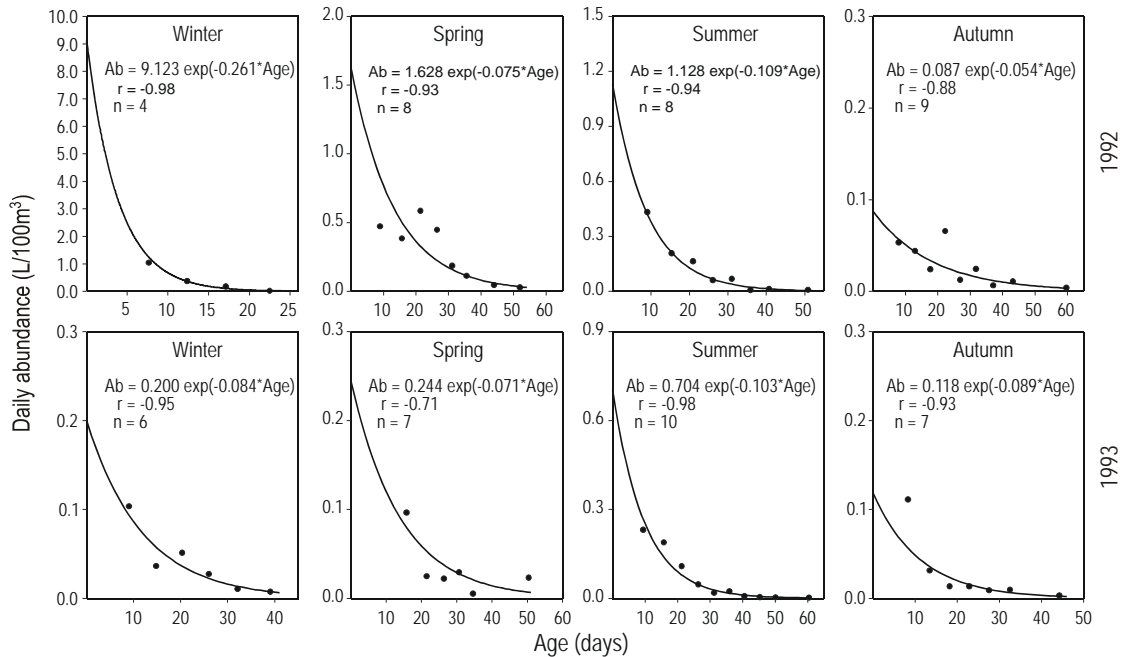 Daily abundance (L/100m³)
Winter
Ab = 9.123 exp(-0.261*Age)
r = -0.98
n = 4
10.0
9.0
8.0
7.0
6.0
5.0
4.0
3.0
2.0
1.0
0.0
5 10 15 20 25
Spring
Ab = 1.628 exp(-0.075*Age)
r = -0.93
n = 8
2.0
1.5
1.0
0.5
0.0
10 20 30 40 50 60
Summer
Ab = 1.128 exp(-0.109*Age)
r = -0.94
n = 8
1.5
1.2
0.9
0.6
0.3
0.0
10 20 30 40 50 60
Autumn
Ab = 0.087 exp(-0.054*Age)
r = -0.88
n = 9
0.3
0.2
0.1
0.0
10 20 30 40 50 60
1992
Winter
Ab = 0.200 exp(-0.084*Age)
r = -0.95
n = 6
0.3
0.2
0.1
0.0
10 20 30 40
Spring
Ab = 0.244 exp(-0.071*Age)
r = -0.71
n = 7
0.3
0.2
0.1
0.0
10 20 30 40 50 60
Summer
Ab = 0.704 exp(-0.103*Age)
r = -0.98
n = 10
0.9
0.6
0.3
0.0
10 20 30 40 50 60
Autumn
Ab = 0.118 exp(-0.089*Age)
r = -0.93
n = 7
0.3
0.2
0.1
0.0
10 20 30 40 50
1993
Age (days)